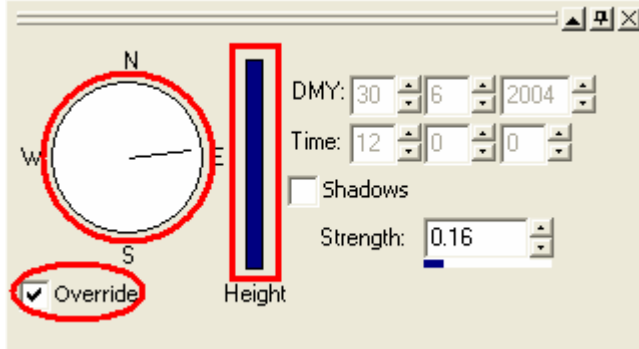 N
W E
S
Override
Height
DMY: 30 6 2004
Time: 12 0 0
Shadows
Strength: 0.16